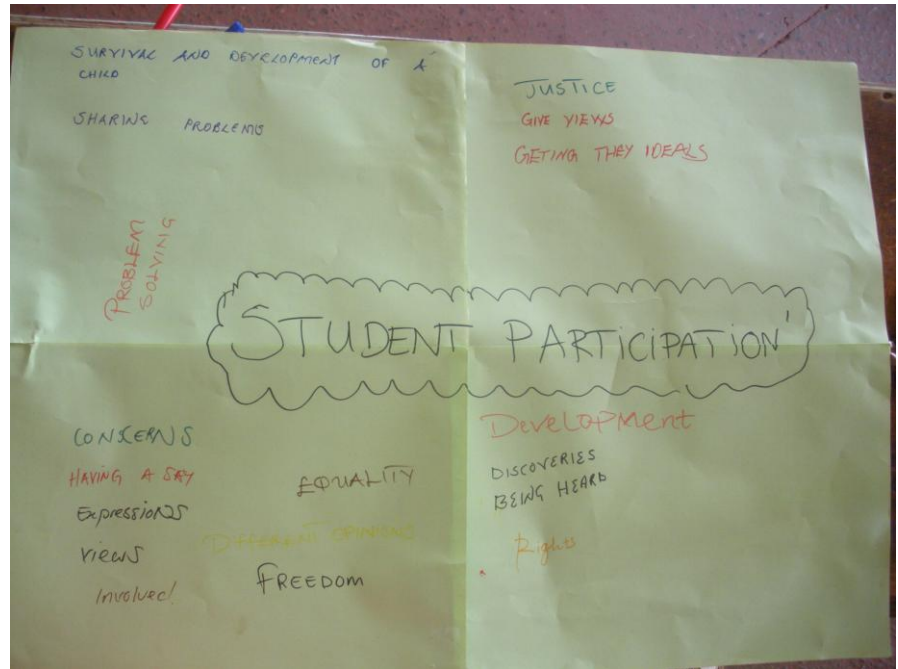 SURVIVAL AND DEVELOPMENT OF A
CHILD
SHARING PROBLEMS
JUSTICE
GIVE VIEWS
GETING THEY IDEALS
PROBLEM
SOLVING
STUDENT PARTICIPATION
CONSERNS
HAVING A SAY
Expressions
views
Involved!
EQUALITY
DIFFERENT OPINIONS
FREEDOM
Development
DISCOVERIES
BEING HEARD
Rights